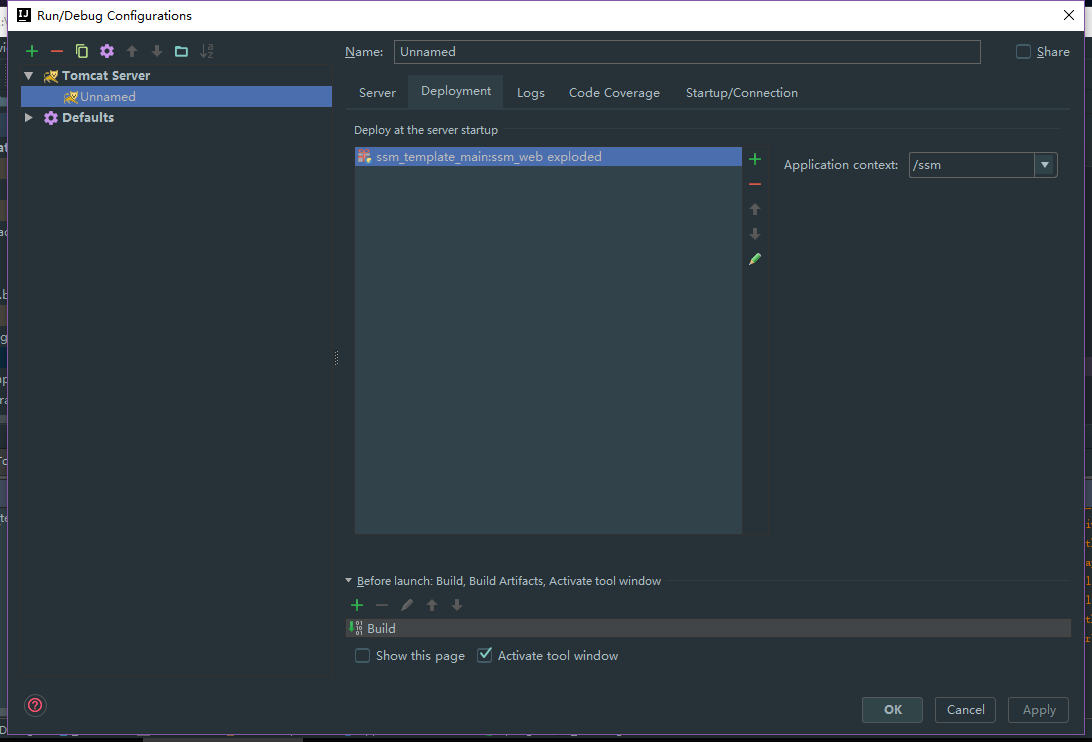 Run/Debug Configurations
Name: Unnamed Share
Tomcat Server
Unnamed
Defaults
Server Deployment Logs Code Coverage Startup/Connection
Deploy at the server startup
ssm_template_main:ssm_web exploded
Application context: /ssm
Before launch: Build, Build Artifacts, Activate tool window
Build
Show this page Activate tool window
OK Cancel Apply